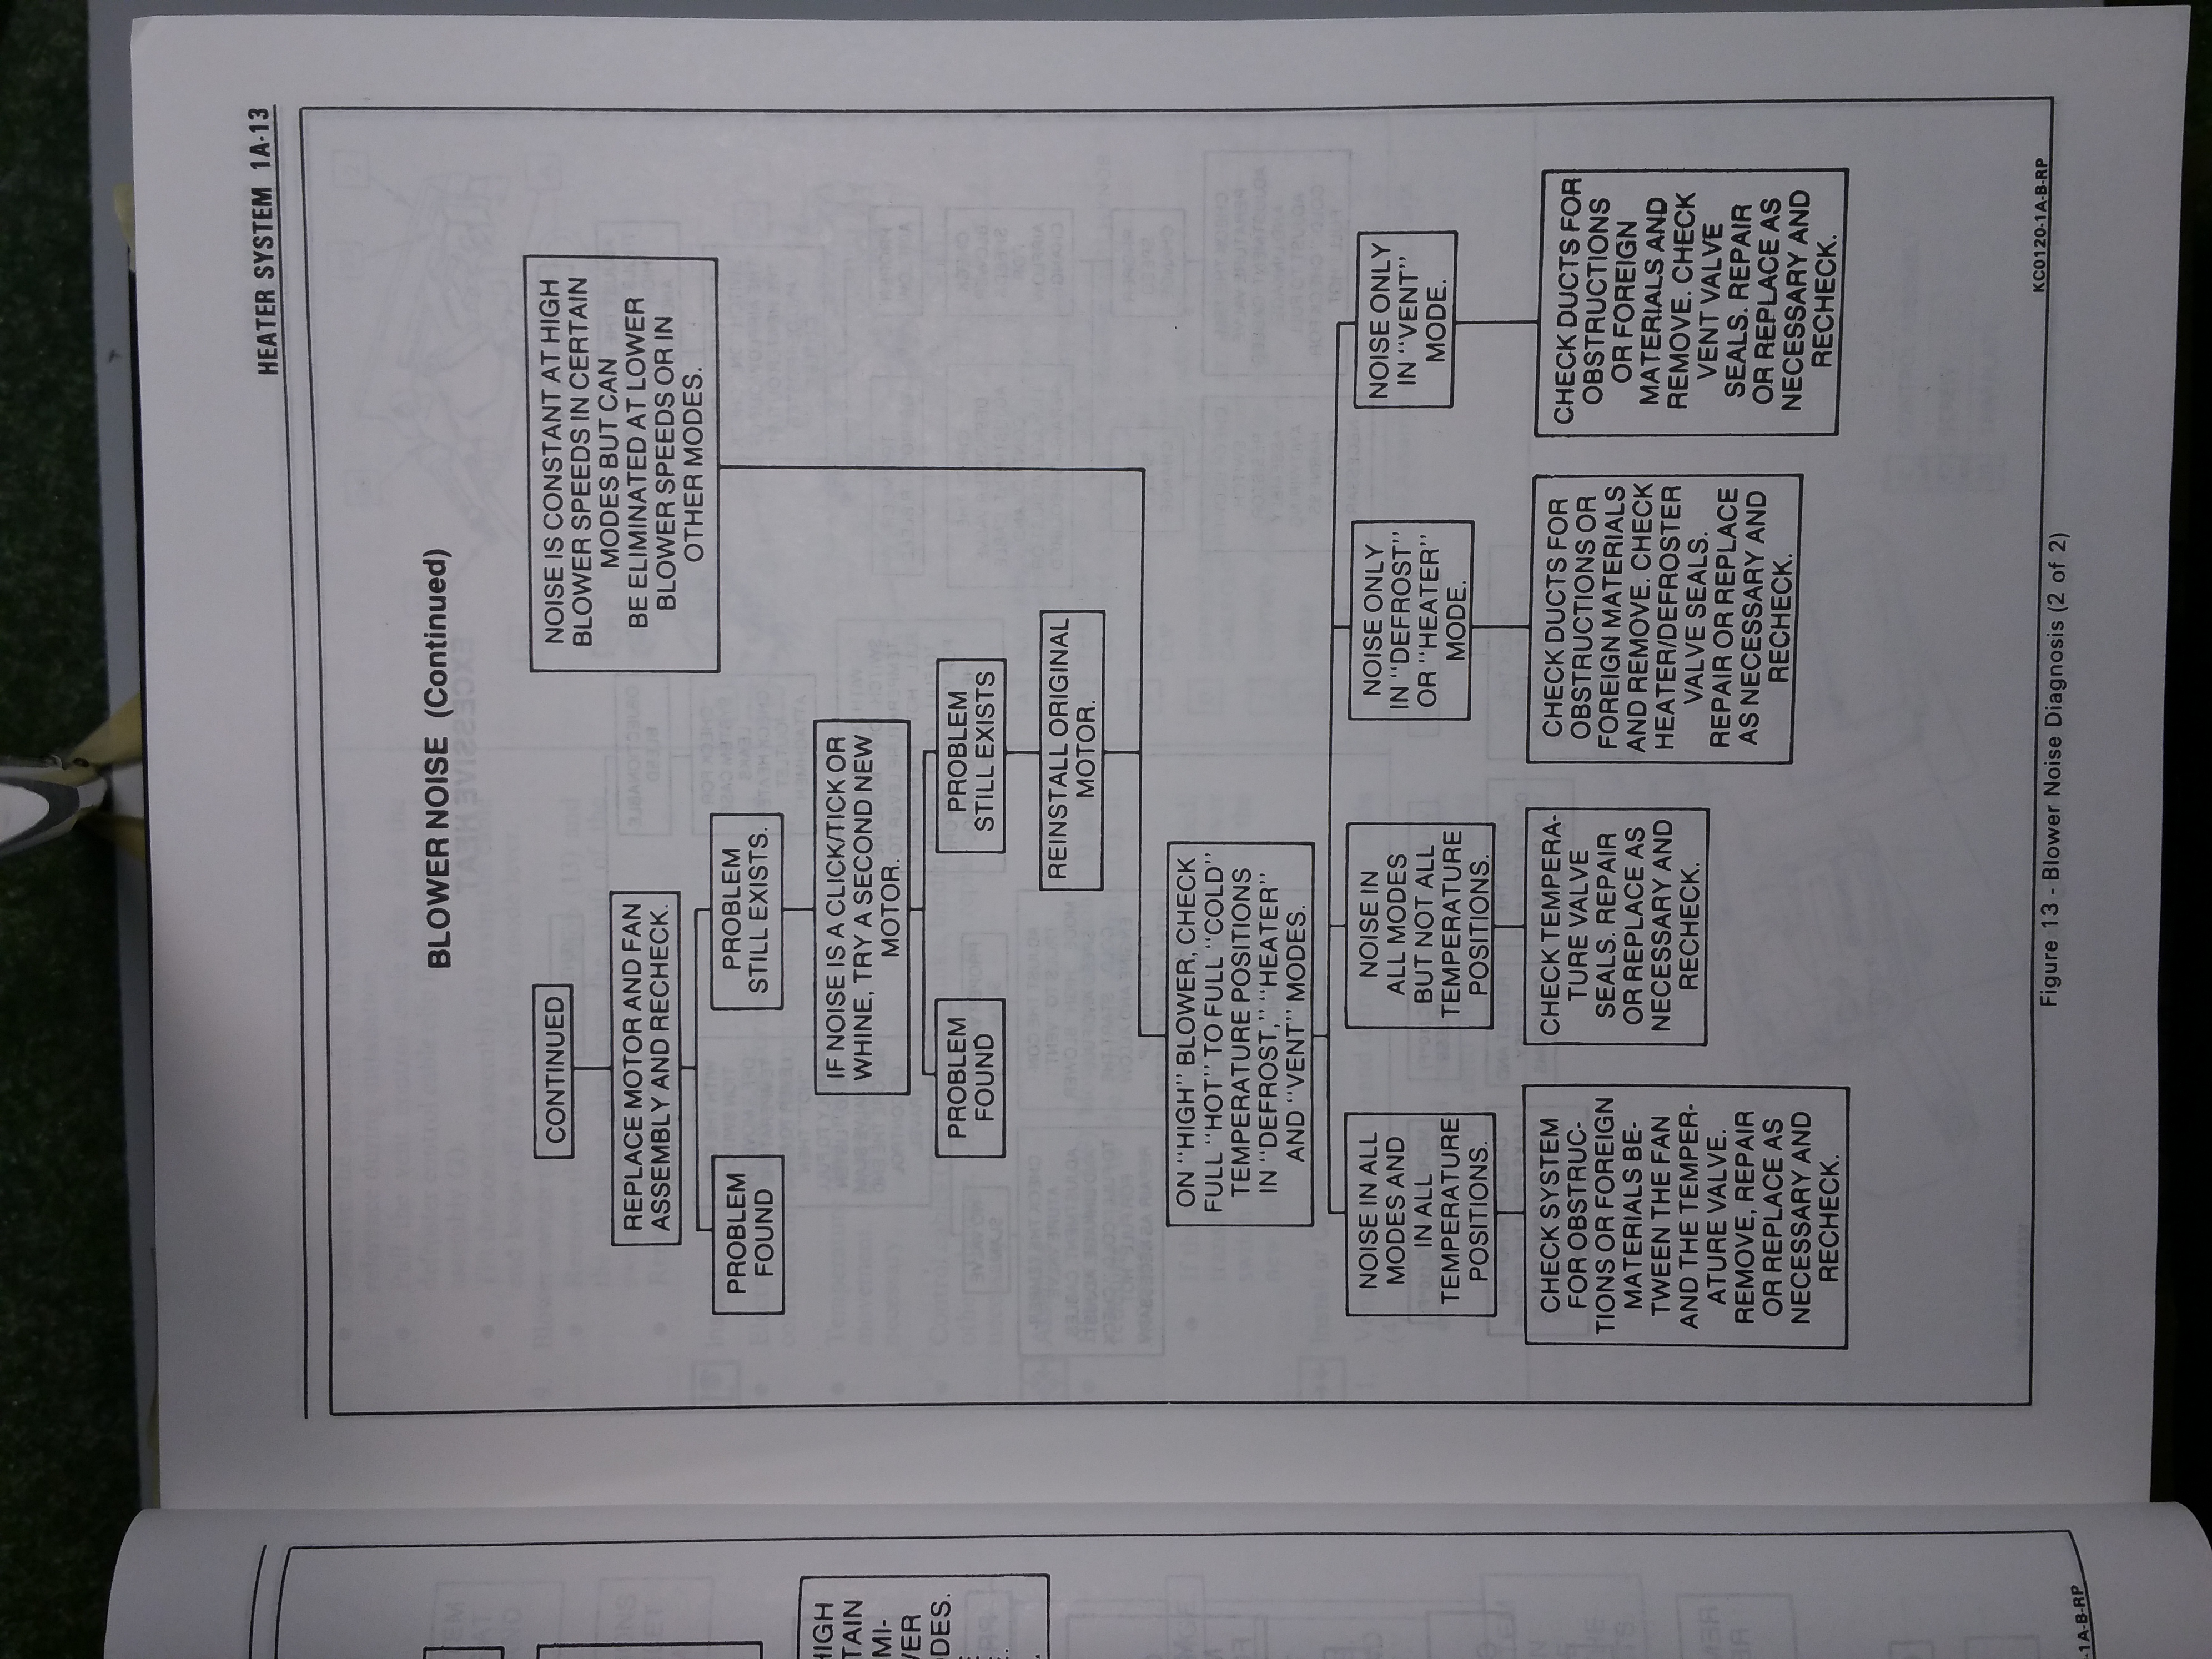 HEATER SYSTEM 1A-13
BLOWER NOISE (Continued)
CONTINUED
REPLACE MOTOR AND FAN
ASSEMBLY AND RECHECK.
PROBLEM
FOUND
PROBLEM
STILL EXISTS.
IF NOISE IS A CLICK/TICK OR
WHINE, TRY A SECOND NEW
MOTOR.
PROBLEM
FOUND
PROBLEM
STILL EXISTS
REINSTALL ORIGINAL
MOTOR.
NOISE IS CONSTANT AT HIGH
BLOWER SPEEDS IN CERTAIN
MODES BUT CAN
BE ELIMINATED AT LOWER
BLOWER SPEEDS OR IN
OTHER MODES.
ON "HIGH" BLOWER, CHECK
FULL "HOT" TO FULL "COLD"
TEMPERATURE POSITIONS
IN "DEFROST," "HEATER"
AND "VENT" MODES.
NOISE IN ALL
MODES AND
IN ALL
TEMPERATURE
POSITIONS.
CHECK SYSTEM
FOR OBSTRUC-
TIONS OR FOREIGN
MATERIALS BE-
TWEEN THE FAN
AND THE TEMPER-
ATURE VALVE.
REMOVE, REPAIR
OR REPLACE AS
NECESSARY AND
RECHECK.
NOISE IN
ALL MODES
BUT NOT ALL
TEMPERATURE
POSITIONS.
CHECK TEMPERA-
TURE VALVE
SEALS. REPAIR
OR REPLACE AS
NECESSARY AND
RECHECK.
NOISE ONLY
IN "DEFROST"
OR "HEATER"
MODE.
CHECK DUCTS FOR
OBSTRUCTIONS OR
FOREIGN MATERIALS
AND REMOVE. CHECK
HEATER/DEFROSTER
VALVE SEALS.
REPAIR OR REPLACE
AS NECESSARY AND
RECHECK.
NOISE ONLY
IN "VENT"
MODE.
CHECK DUCTS FOR
OBSTRUCTIONS
OR FOREIGN
MATERIALS AND
REMOVE. CHECK
VENT VALVE
SEALS. REPAIR
OR REPLACE AS
NECESSARY AND
RECHECK.
KC0120-1A-B-RP
Figure 13 - Blower Noise Diagnosis (2 of 2)
HIGH
TAIN
MI-
VER
DES.
-1A-B-RP